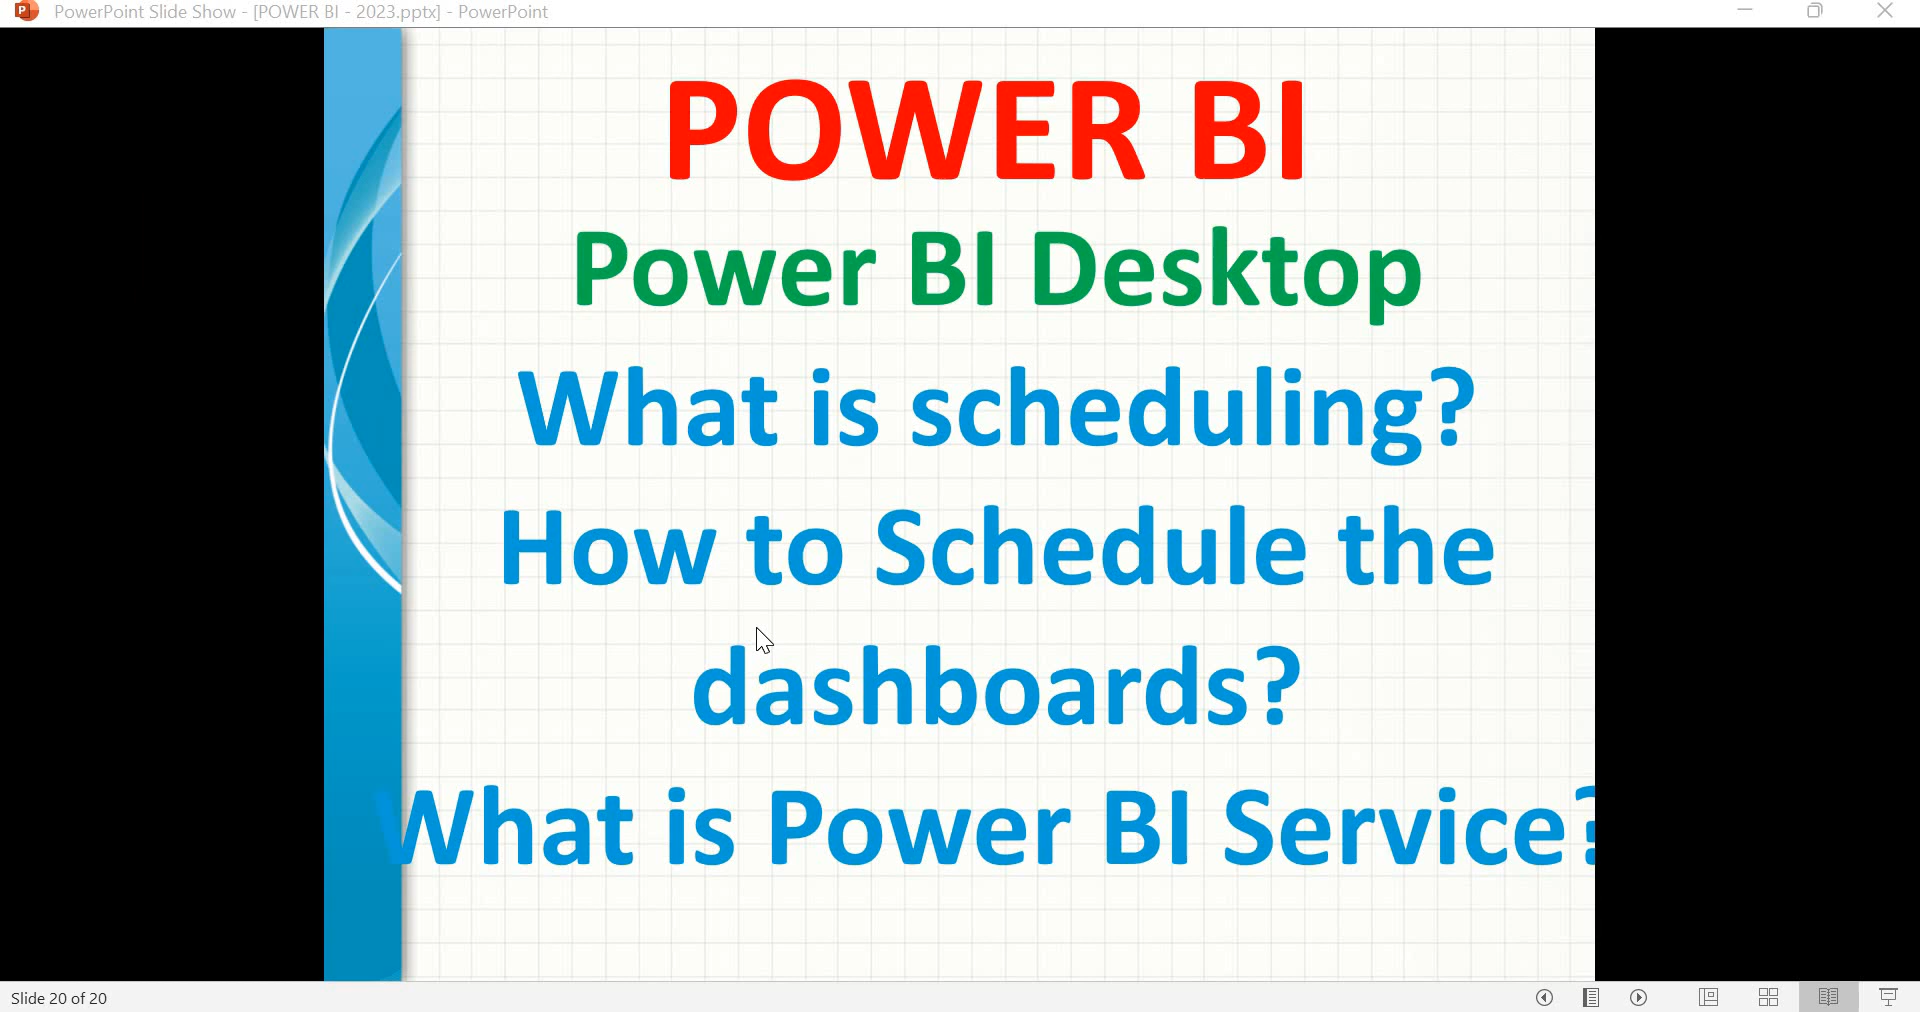 PowerPoint Slide Show - [POWER BI - 2023.pptx] - PowerPoint
POWER BI
Power BI Desktop
What is scheduling?
How to Schedule the
dashboards?
What is Power BI Service?
Slide 20 of 20